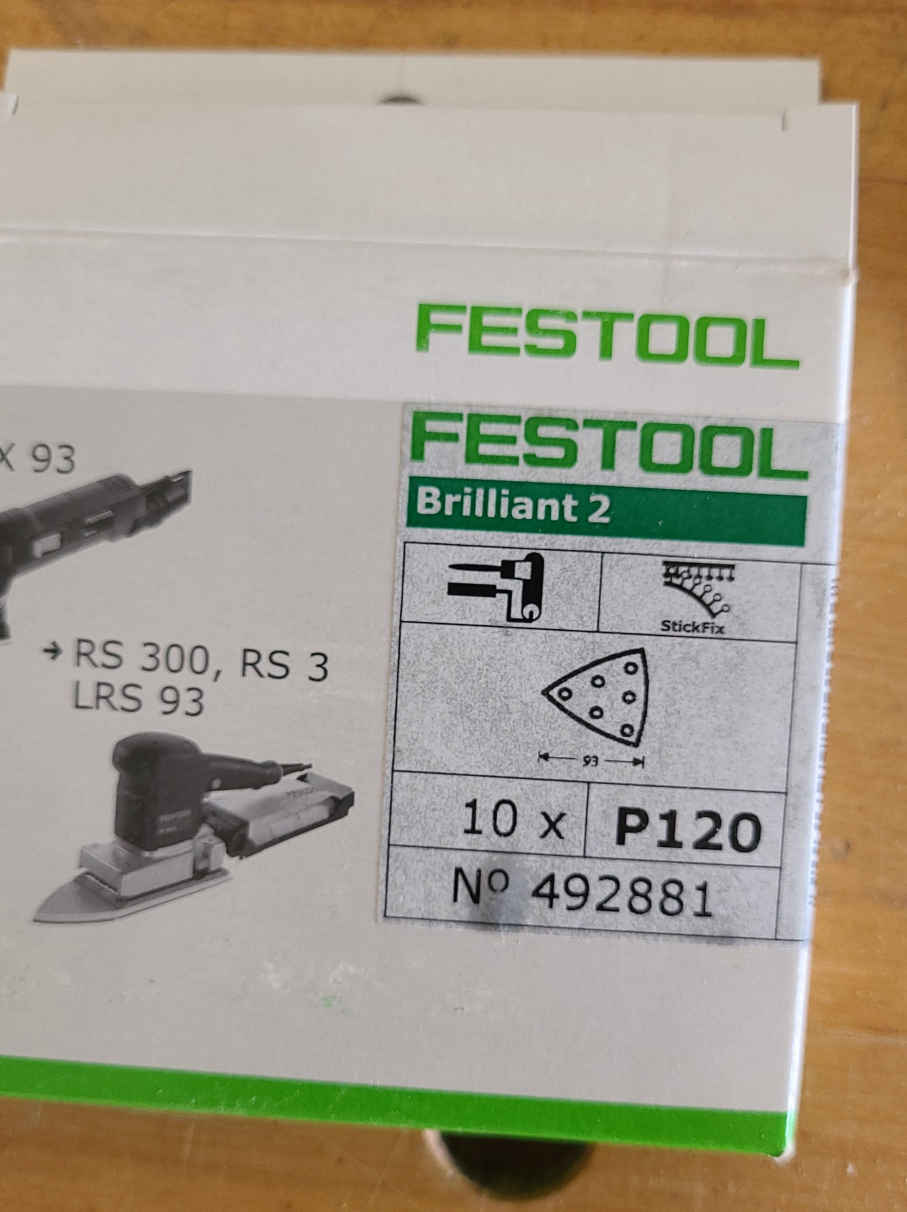 FESTOOL
FESTOOL
Brilliant 2
X 93
StickFix
→ RS 300, RS 3
LRS 93
93
10 x P120
Nº 492881